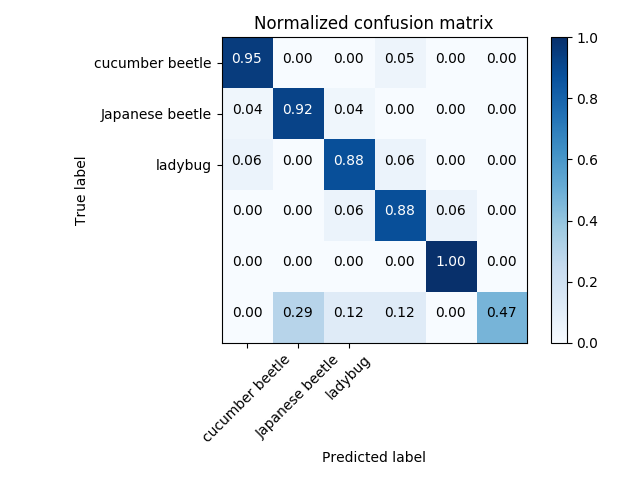 Normalized confusion matrix
True label
cucumber beetle 0.95 0.00 0.00 0.05 0.00 0.00
Japanese beetle 0.04 0.92 0.04 0.00 0.00 0.00
ladybug 0.06 0.00 0.88 0.06 0.00 0.00
0.00 0.00 0.06 0.88 0.06 0.00
0.00 0.00 0.00 0.00 1.00 0.00
0.00 0.29 0.12 0.12 0.00 0.47
cucumber beetle
Japanese beetle
ladybug
Predicted label
1.0
0.8
0.6
0.4
0.2
0.0